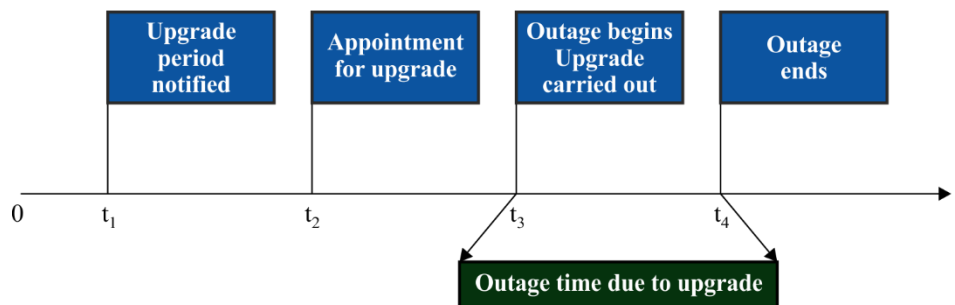 Upgrade
period
notified
Appointment
for upgrade
Outage begins
Upgrade
carried out
Outage
ends
0
t₁
t₂
t₃
t₄
Outage time due to upgrade